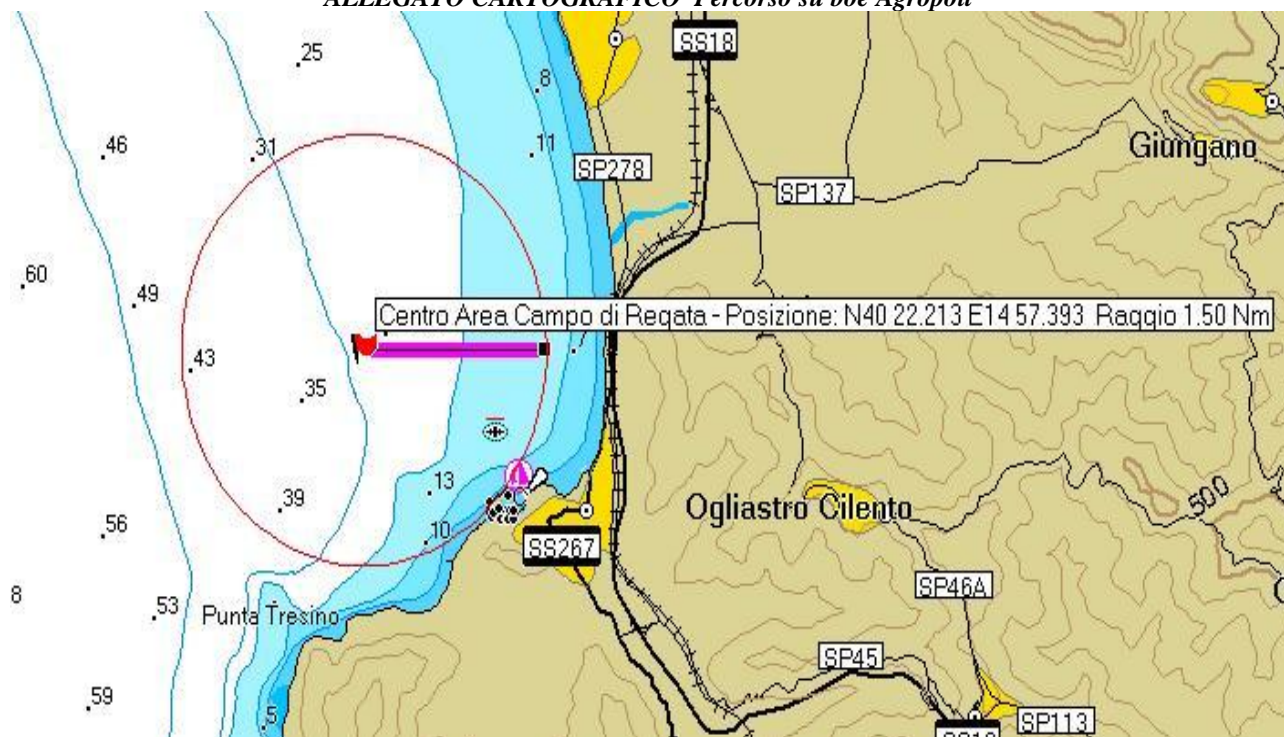 ALLEGATO CARTOGRAFICO Percorso su boe Agropoli
SS18
25
8
46
31
11
Giungano
SP278
SP137
60
49
Centro Area Campo di Regata - Posizione: N40 22.213 E14 57.393 Raggio 1.50 Nm
43
35
13
39
Ogliastro Cilento
500
56
10
SS267
8
SP46A
53
Punta Tresino
SP45
59
5
SP113
SS18